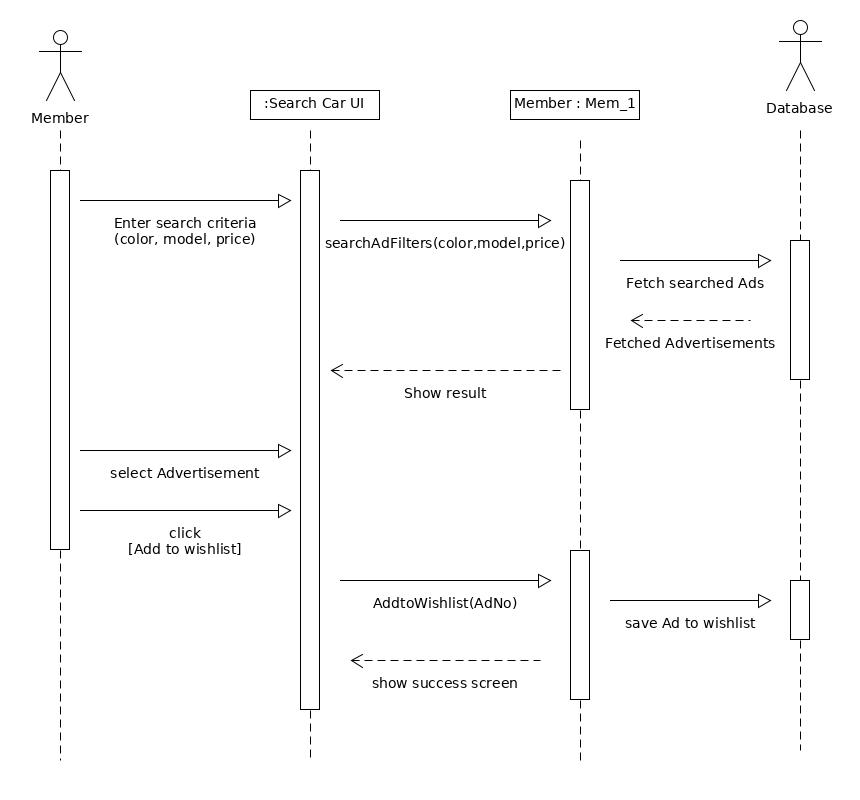 Member
:Search Car UI
Member : Mem_1
Database
Enter search criteria
(color, model, price)
searchAdFilters(color,model,price)
Fetch searched Ads
Fetched Advertisements
Show result
select Advertisement
click
[Add to wishlist]
AddtoWishlist(AdNo)
save Ad to wishlist
show success screen